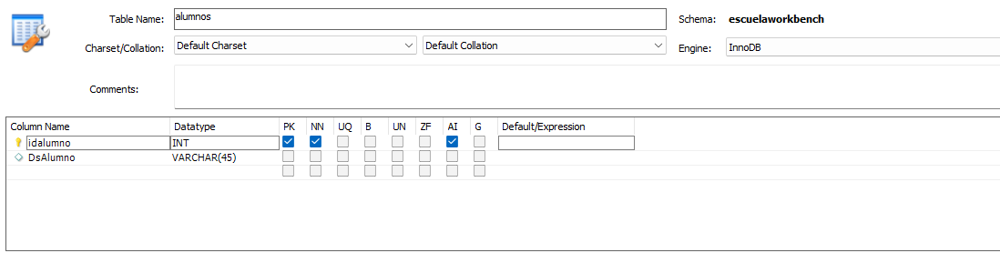 Table Name: alumnos Schema: escuelaworkbench
Charset/Collation: Default Charset Default Collation Engine: InnoDB
Comments:
Column Name Datatype PK NN UQ B UN ZF AI G Default/Expression
idalumno INT
DsAlumno VARCHAR(45)